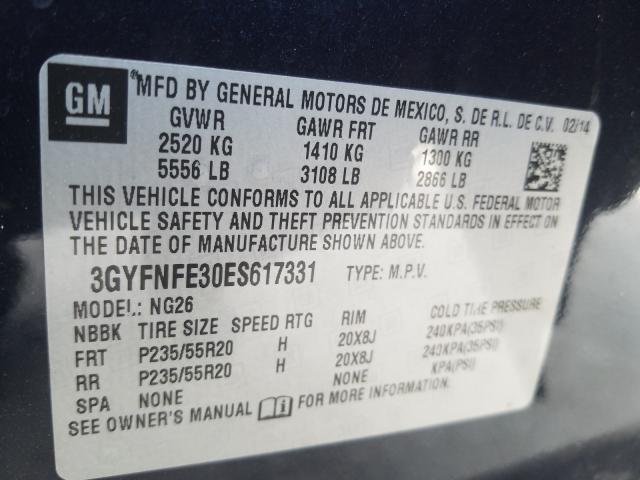 GM
MFD BY GENERAL MOTORS DE MEXICO, S. DE R.L. DE C.V. 02/14
GVWR GAWR FRT GAWR RR
2520 KG 1410 KG 1300 KG
5556 LB 3108 LB 2866 LB
THIS VEHICLE CONFORMS TO ALL APPLICABLE U.S. FEDERAL MOTOR
VEHICLE SAFETY AND THEFT PREVENTION STANDARDS IN EFFECT ON
THE DATE OF MANUFACTURE SHOWN ABOVE.
3GYFNFE30ES617331 TYPE: M.P.V.
MODEL: NG26
NBBK TIRE SIZE SPEED RTG RIM COLD TIRE PRESSURE
FRT P235/55R20 H 20X8J 240KPA(35PSI)
RR P235/55R20 H 20X8J 240KPA(35PSI)
SPA NONE NONE KPA(PSI)
SEE OWNER'S MANUAL FOR MORE INFORMATION.